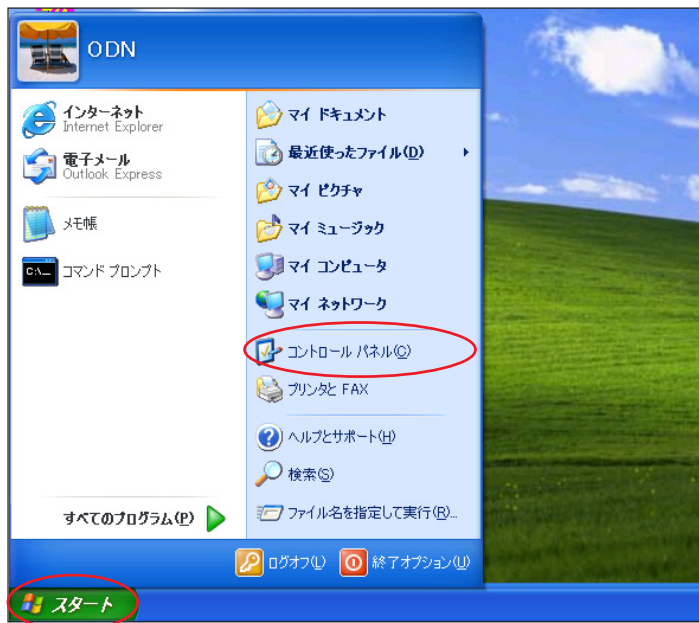 ODN
インターネット
Internet Explorer
電子メール
Outlook Express
メモ帳
C:\_
コマンド プロンプト
すべてのプログラム(P)
マイ ドキュメント
最近使ったファイル(D)
マイ ピクチャ
マイ ミュージック
マイ コンピュータ
マイ ネットワーク
コントロール パネル(C)
プリンタと FAX
ヘルプとサポート(H)
検索(S)
ファイル名を指定して実行(R)...
ログオフ(L)
終了オプション(U)
スタート